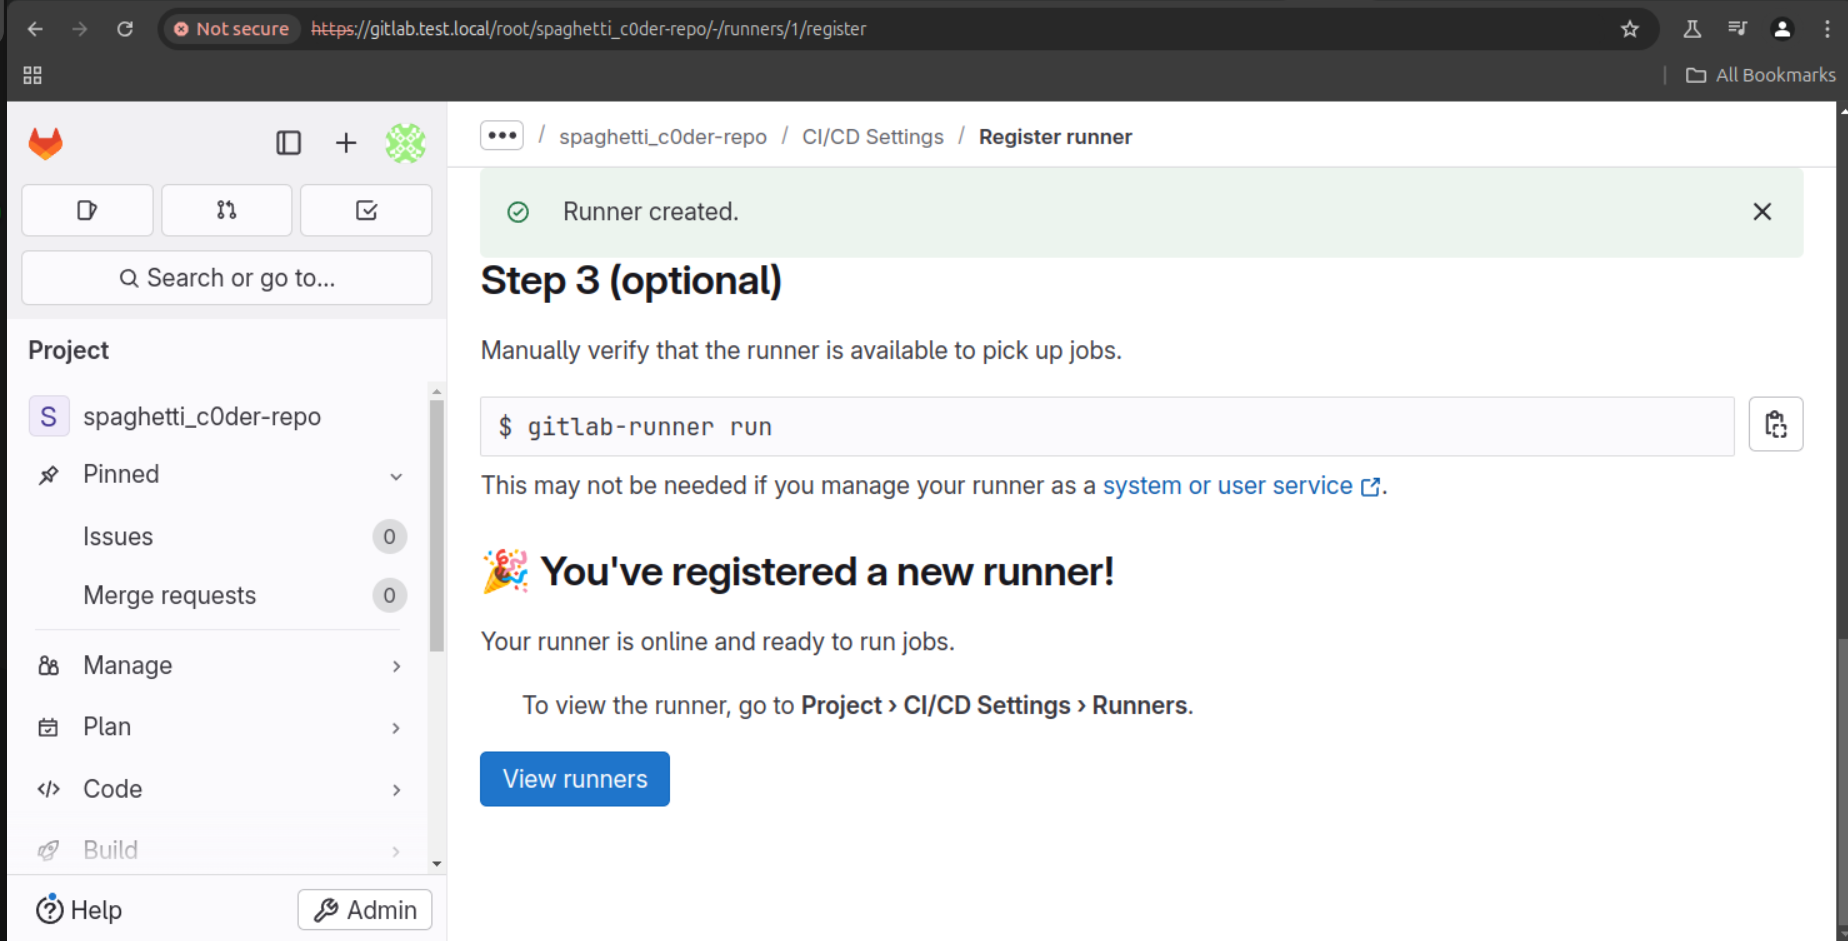 Not secure https://gitlab.test.local/root/spaghetti_c0der-repo/-/runners/1/register
All Bookmarks
Search or go to...
Project
S spaghetti_c0der-repo
Pinned
Issues 0
Merge requests 0
Manage
Plan
Code
Build
Help
Admin
••• / spaghetti_c0der-repo / CI/CD Settings / Register runner
Runner created.
Step 3 (optional)
Manually verify that the runner is available to pick up jobs.
$ gitlab-runner run
This may not be needed if you manage your runner as a system or user service.
🎉 You've registered a new runner!
Your runner is online and ready to run jobs.
To view the runner, go to Project › CI/CD Settings › Runners.
View runners